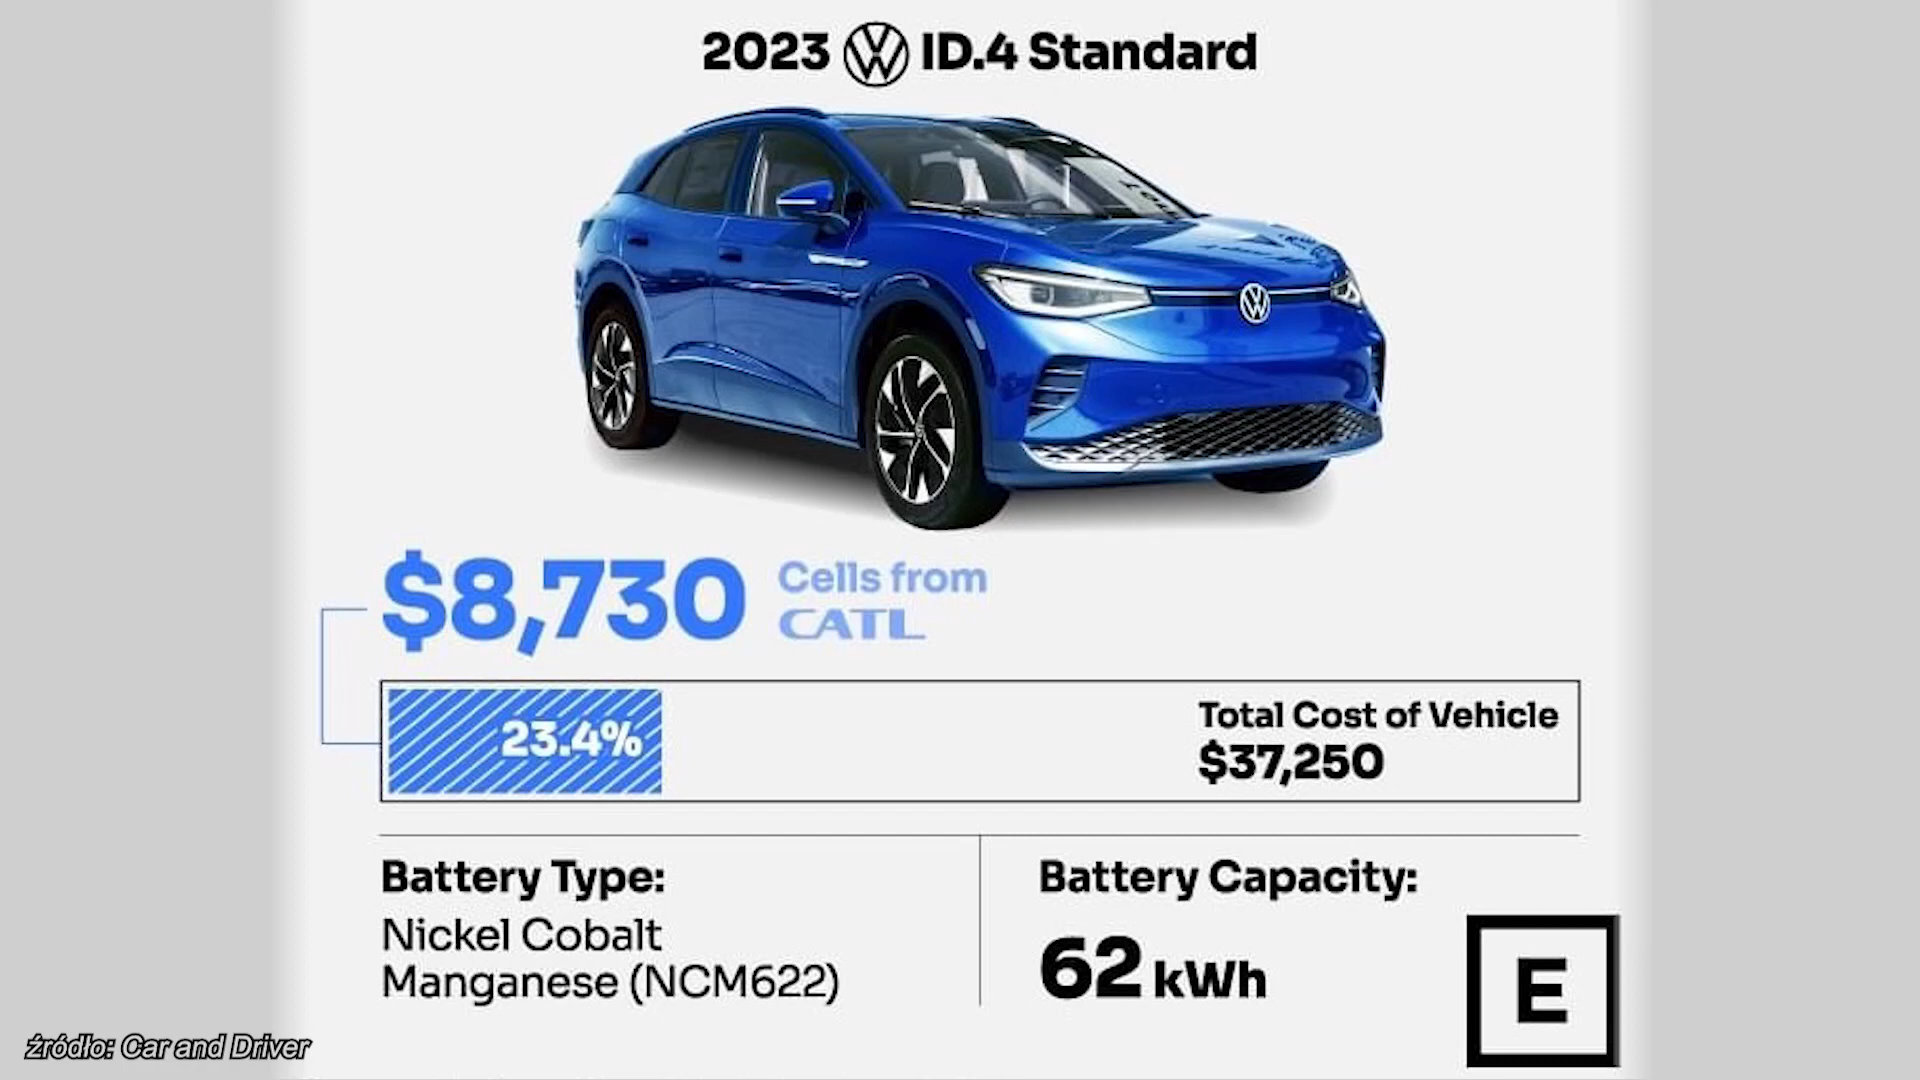 2023 VW ID.4 Standard
$8,730 Cells from
CATL
23.4%
Total Cost of Vehicle
$37,250
Battery Type:
Nickel Cobalt
Manganese (NCM622)
Battery Capacity:
62 kWh
E
źródło: Car and Driver